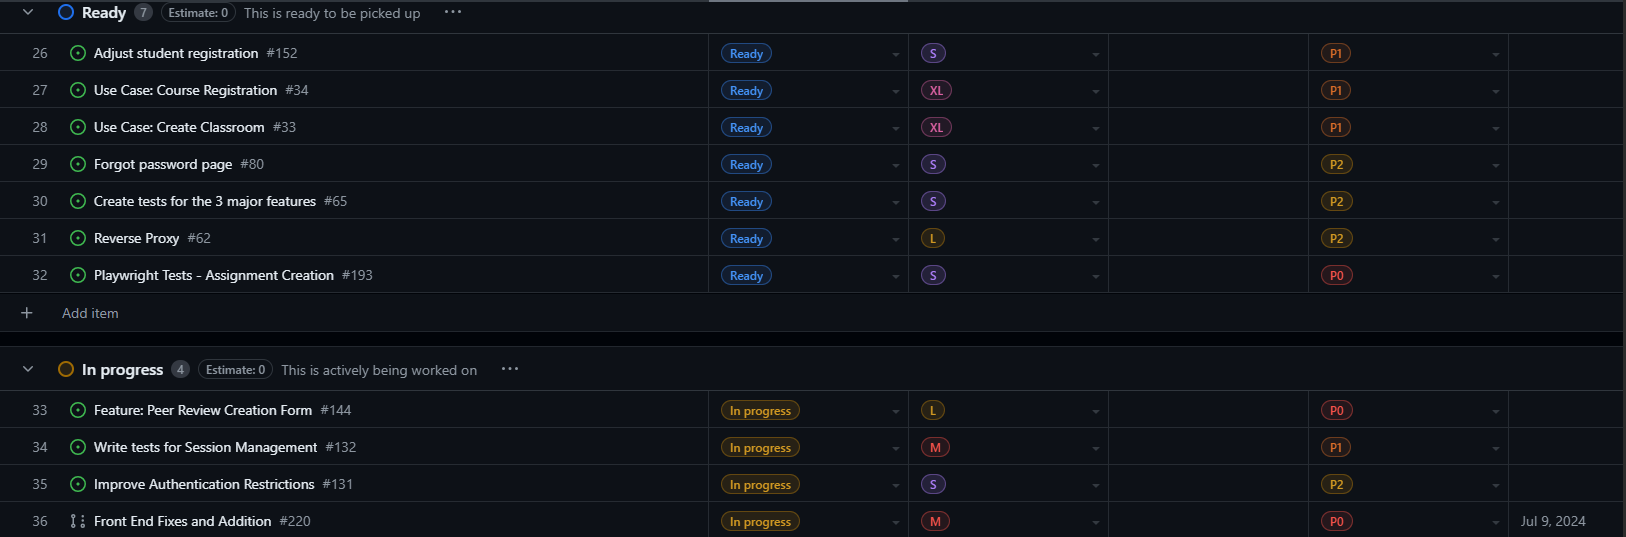 Ready 7 Estimate: 0 This is ready to be picked up ...
26 Adjust student registration #152 Ready S P1
27 Use Case: Course Registration #34 Ready XL P1
28 Use Case: Create Classroom #33 Ready XL P1
29 Forgot password page #80 Ready S P2
30 Create tests for the 3 major features #65 Ready S P2
31 Reverse Proxy #62 Ready L P2
32 Playwright Tests - Assignment Creation #193 Ready S P0
+ Add item
In progress 4 Estimate: 0 This is actively being worked on ...
33 Feature: Peer Review Creation Form #144 In progress L P0
34 Write tests for Session Management #132 In progress M P1
35 Improve Authentication Restrictions #131 In progress S P2
36 Front End Fixes and Addition #220 In progress M P0 Jul 9, 2024